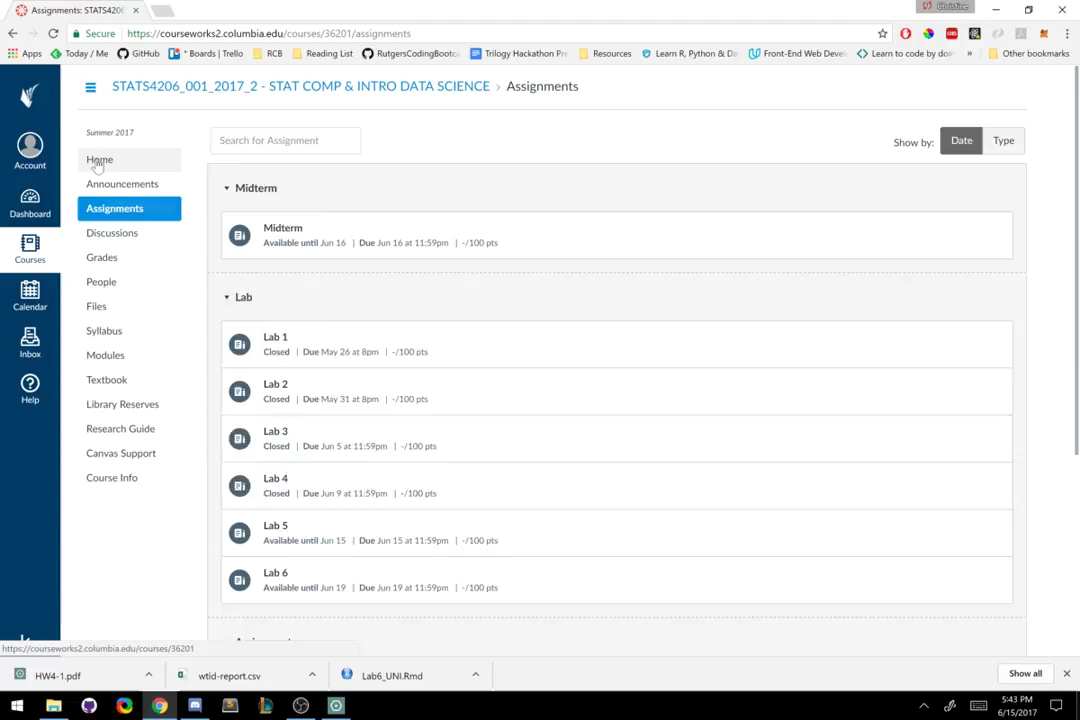 Assignments: STATS4206
Christine
Secure
https://courseworks2.columbia.edu/courses/36201/assignments
Apps
Today / Me
GitHub
* Boards | Trello
RCB
Reading List
RutgersCodingBootc
Trilogy Hackathon Pr
Resources
Learn R, Python & Da
Front-End Web Deve
Learn to code by doin
»
Other bookmarks
STATS4206_001_2017_2 - STAT COMP & INTRO DATA SCIENCE › Assignments
Account
Dashboard
Courses
Calendar
Inbox
Help
Summer 2017
Home
Announcements
Assignments
Discussions
Grades
People
Files
Syllabus
Modules
Textbook
Library Reserves
Research Guide
Canvas Support
Course Info
Search for Assignment
Show by:
Date
Type
Midterm
Midterm
Available until Jun 16 | Due Jun 16 at 11:59pm | -/100 pts
Lab
Lab 1
Closed | Due May 26 at 8pm | -/100 pts
Lab 2
Closed | Due May 31 at 8pm | -/100 pts
Lab 3
Closed | Due Jun 5 at 11:59pm | -/100 pts
Lab 4
Closed | Due Jun 9 at 11:59pm | -/100 pts
Lab 5
Available until Jun 15 | Due Jun 15 at 11:59pm | -/100 pts
Lab 6
Available until Jun 19 | Due Jun 19 at 11:59pm | -/100 pts
https://courseworks2.columbia.edu/courses/36201
HW4-1.pdf
wtid-report.csv
Lab6_UNI.Rmd
Show all
5:43 PM
6/15/2017